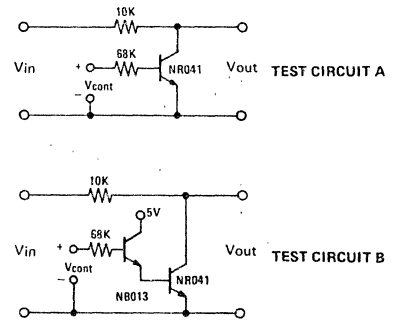 10K
68K
NR041
Vin
+
Vcont
−
Vout
TEST CIRCUIT A
10K
5V
68K
Vin
+
Vcont
−
Vout
NR041
TEST CIRCUIT B
NB013